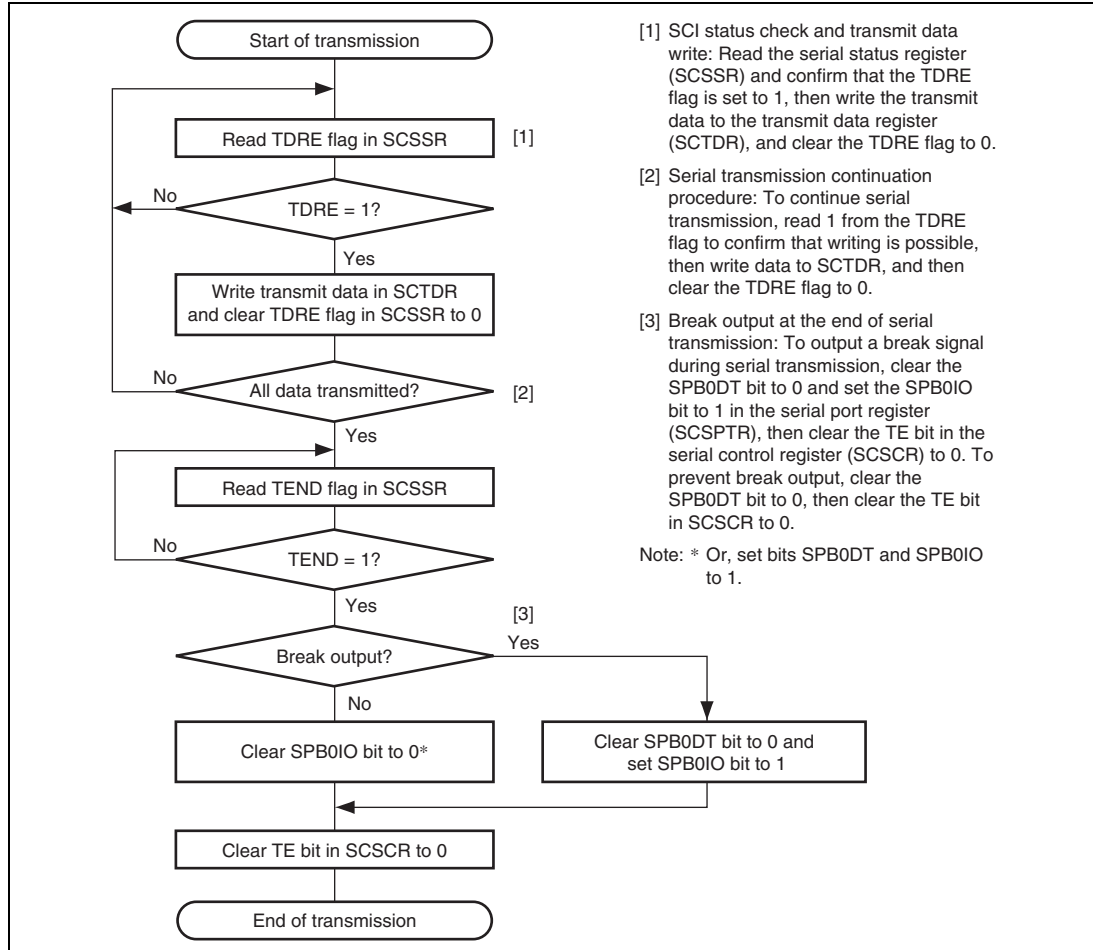 Start of transmission
Read TDRE flag in SCSSR
[1]
No
TDRE = 1?
Yes
Write transmit data in SCTDR
and clear TDRE flag in SCSSR to 0
No
All data transmitted?
[2]
Yes
Read TEND flag in SCSSR
No
TEND = 1?
Yes
[3]
Break output?
Yes
No
Clear SPB0IO bit to 0*
Clear SPB0DT bit to 0 and
set SPB0IO bit to 1
Clear TE bit in SCSCR to 0
End of transmission
[1] SCI status check and transmit data
write: Read the serial status register
(SCSSR) and confirm that the TDRE
flag is set to 1, then write the transmit
data to the transmit data register
(SCTDR), and clear the TDRE flag to 0.
[2] Serial transmission continuation
procedure: To continue serial
transmission, read 1 from the TDRE
flag to confirm that writing is possible,
then write data to SCTDR, and then
clear the TDRE flag to 0.
[3] Break output at the end of serial
transmission: To output a break signal
during serial transmission, clear the
SPB0DT bit to 0 and set the SPB0IO
bit to 1 in the serial port register
(SCSPTR), then clear the TE bit in the
serial control register (SCSCR) to 0. To
prevent break output, clear the
SPB0DT bit to 0, then clear the TE bit
in SCSCR to 0.
Note: * Or, set bits SPB0DT and SPB0IO
to 1.